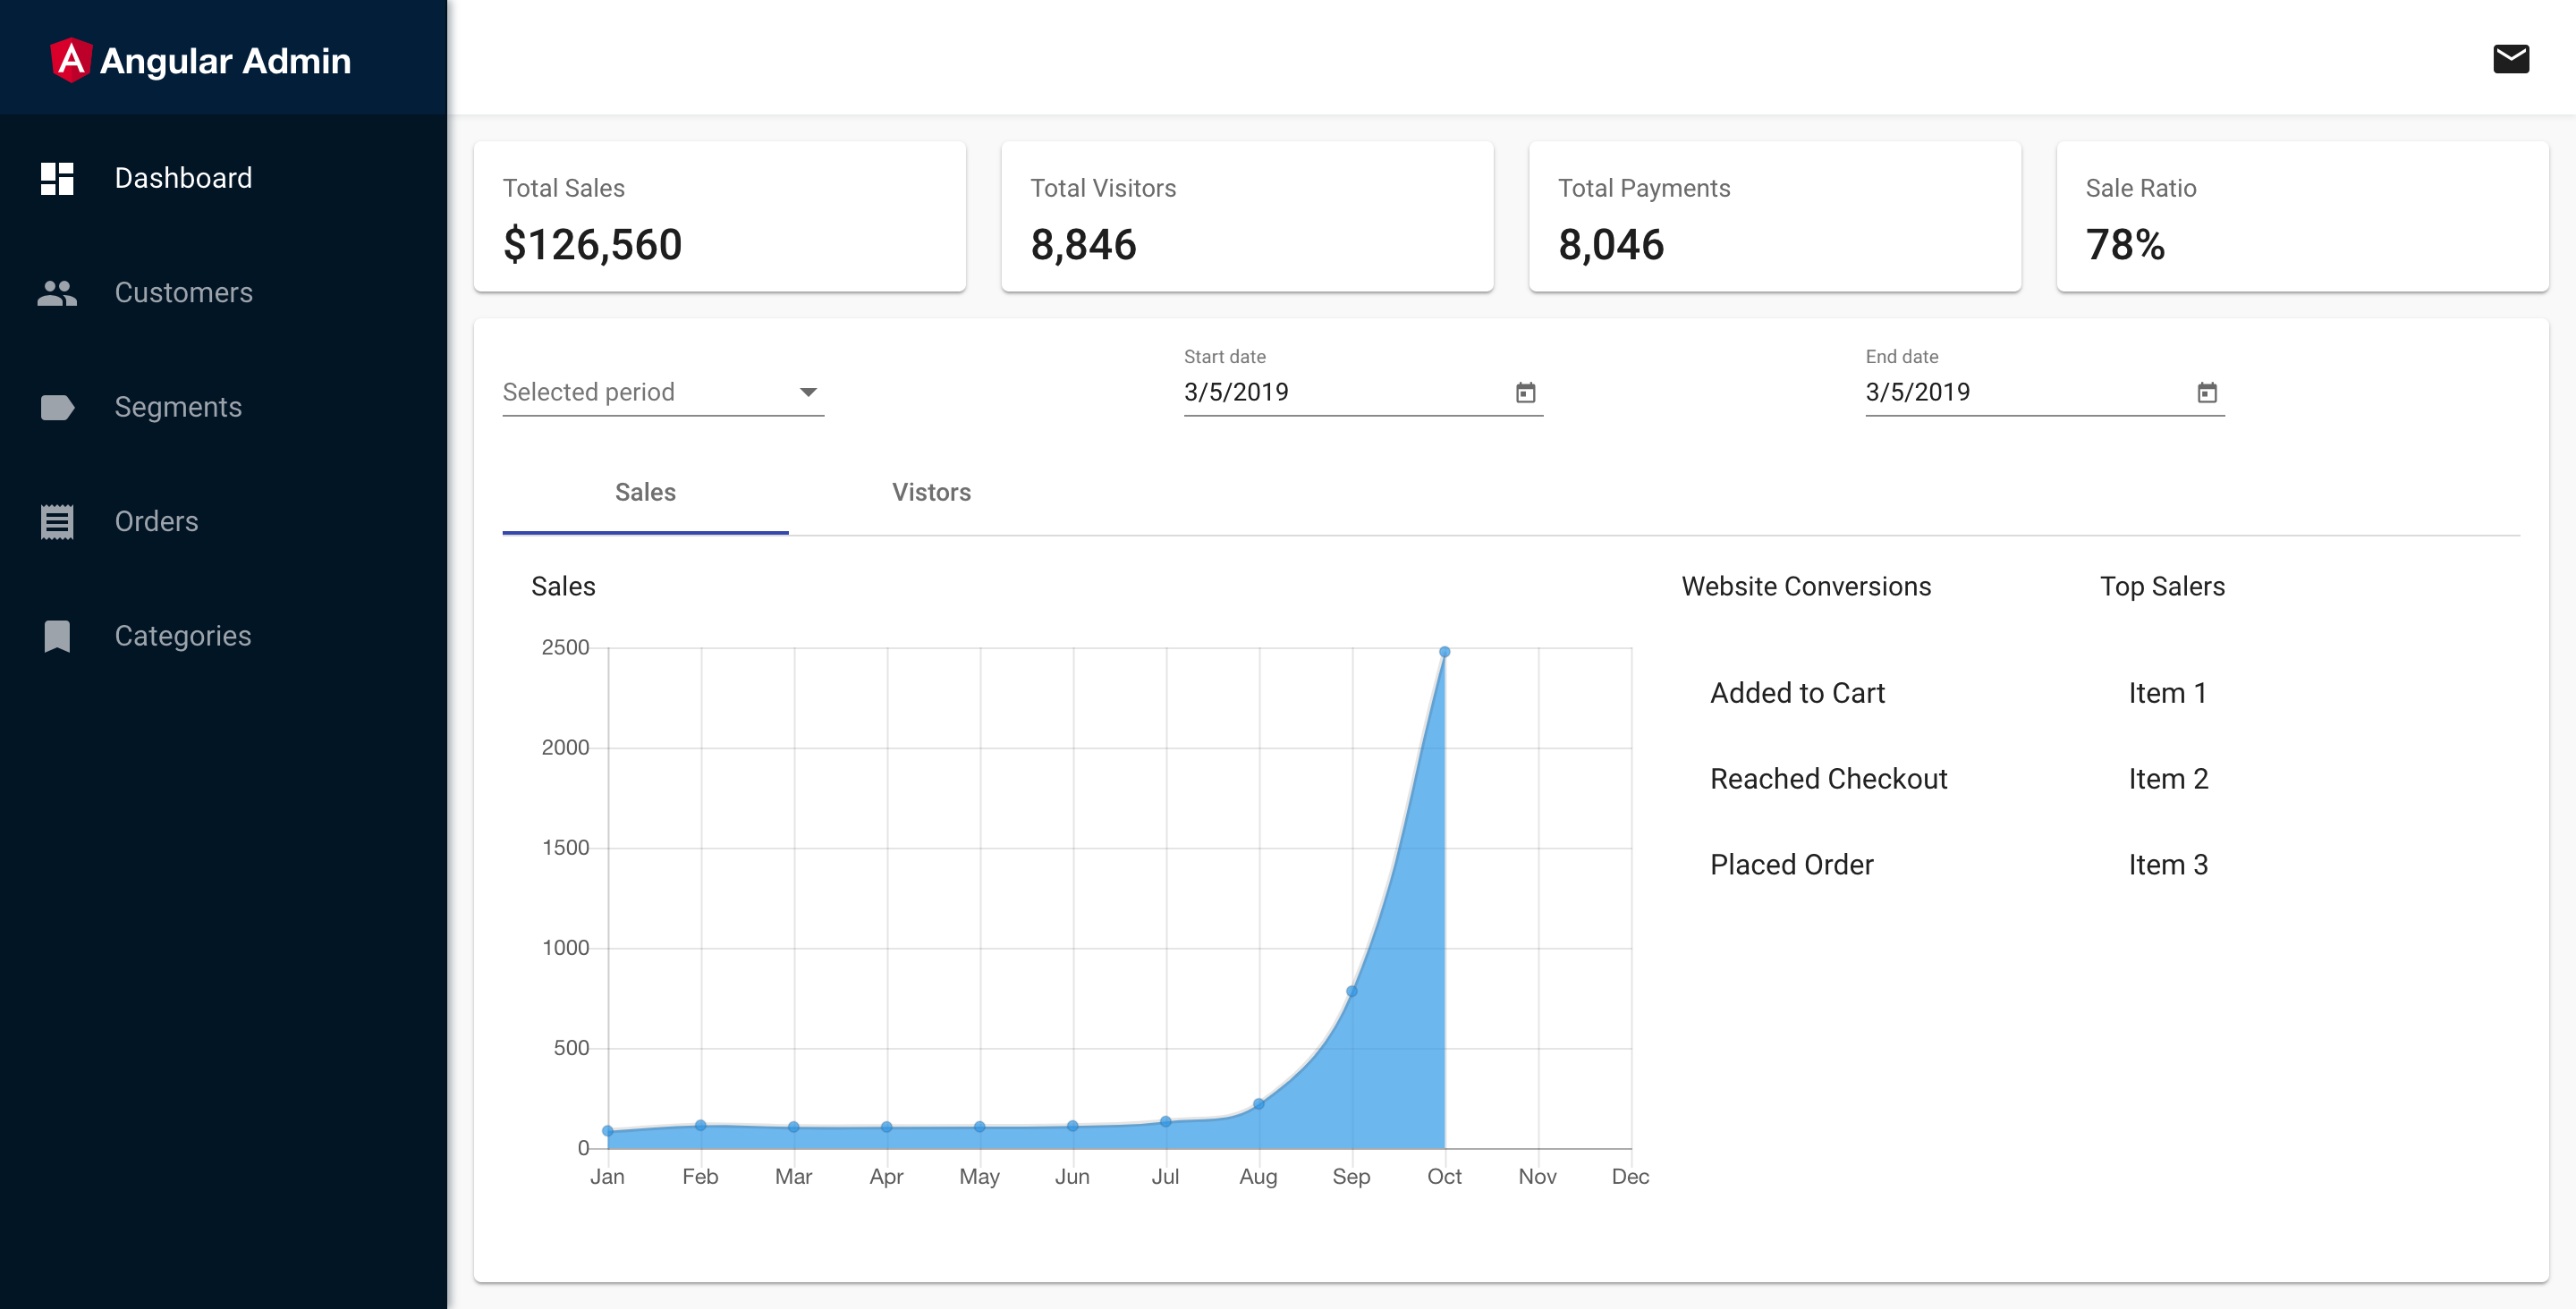 Angular Admin
Dashboard
Customers
Segments
Orders
Categories
Total Sales
$126,560
Total Visitors
8,846
Total Payments
8,046
Sale Ratio
78%
Selected period
Start date
3/5/2019
End date
3/5/2019
Sales
Vistors
Sales
2500
2000
1500
1000
500
0
Jan Feb Mar Apr May Jun Jul Aug Sep Oct Nov Dec
Website Conversions
Added to Cart
Reached Checkout
Placed Order
Top Salers
Item 1
Item 2
Item 3